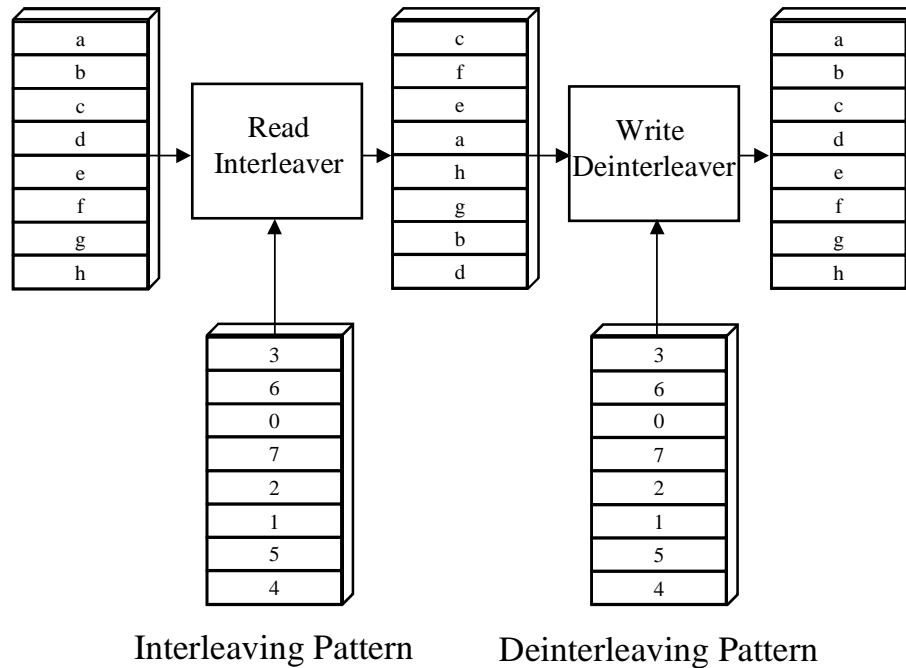 a
b
c
d
e
f
g
h
Read
Interleaver
c
f
e
a
h
g
b
d
Write
Deinterleaver
a
b
c
d
e
f
g
h
3
6
0
7
2
1
5
4
Interleaving Pattern
3
6
0
7
2
1
5
4
Deinterleaving Pattern